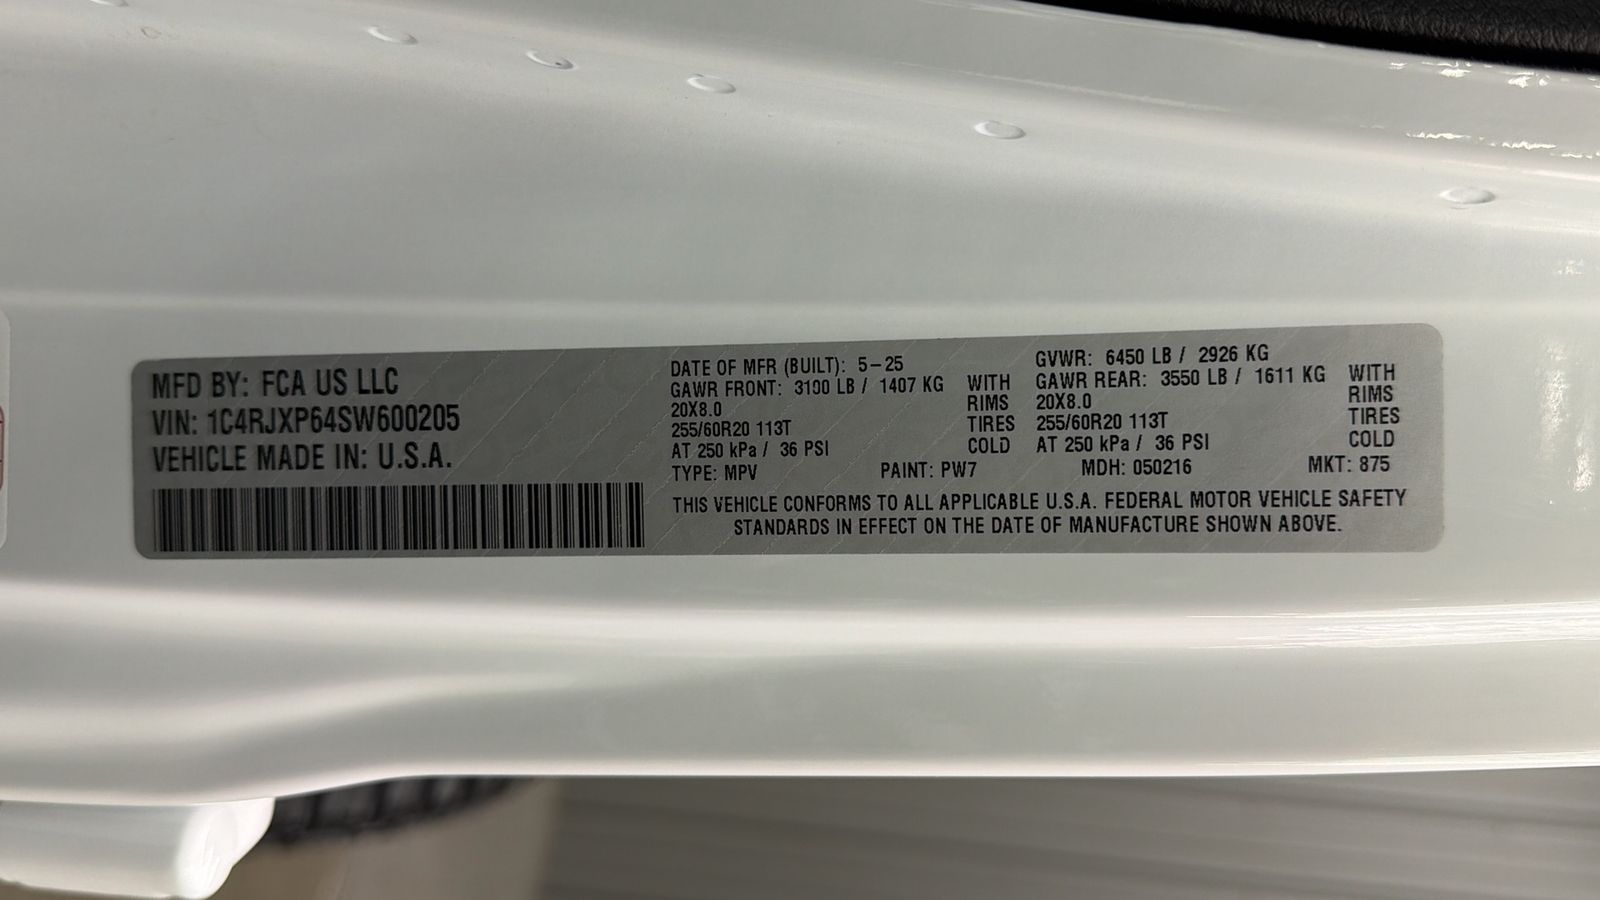 MFD BY: FCA US LLC
VIN: 1C4RJXP64SW600205
VEHICLE MADE IN: U.S.A.
DATE OF MFR (BUILT): 5-25
GAWR FRONT: 3100 LB / 1407 KG WITH
20X8.0 RIMS
255/60R20 113T TIRES
AT 250 kPa / 36 PSI COLD
GVWR: 6450 LB / 2926 KG
GAWR REAR: 3550 LB / 1611 KG WITH
20X8.0 RIMS
255/60R20 113T TIRES
AT 250 kPa / 36 PSI COLD
TYPE: MPV PAINT: PW7 MDH: 050216 MKT: 875
THIS VEHICLE CONFORMS TO ALL APPLICABLE U.S.A. FEDERAL MOTOR VEHICLE SAFETY
STANDARDS IN EFFECT ON THE DATE OF MANUFACTURE SHOWN ABOVE.